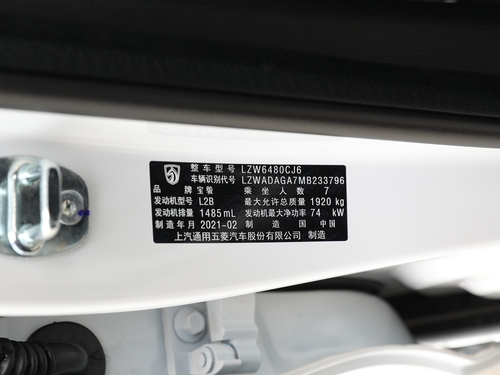 整车型号 LZW6480CJ6
车辆识别代号 LZWADAGA7MB233796
品牌 宝骏 乘坐人数 7
发动机型号 L2B 最大允许总质量 1920 kg
发动机排量 1485mL 发动机最大净功率 74 kW
制造年月 2021-02 制造国 中国
上汽通用五菱汽车股份有限公司 制造